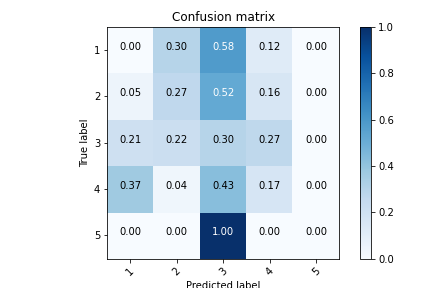 Confusion matrix
1.0
1 0.00 0.30 0.58 0.12 0.00
0.8
2 0.05 0.27 0.52 0.16 0.00
0.6
True label
3 0.21 0.22 0.30 0.27 0.00
0.4
4 0.37 0.04 0.43 0.17 0.00
0.2
5 0.00 0.00 1.00 0.00 0.00
0.0
1 2 3 4 5
Predicted label